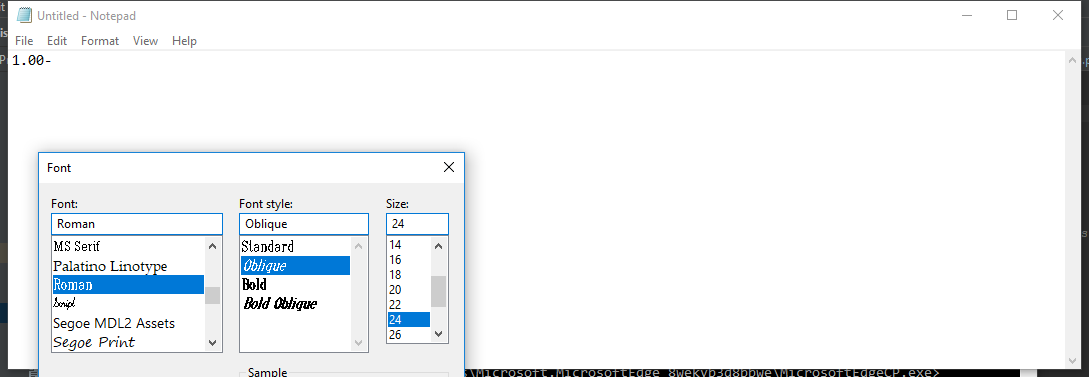 Untitled - Notepad
File Edit Format View Help
1.00-
Font
Font: Font style: Size:
Roman Oblique 24
MS Serif
Palatino Linotype
Roman
Script
Segoe MDL2 Assets
Segoe Print
Standard
Oblique
Bold
Bold Oblique
14
16
18
20
22
24
26
Sample
s\Microsoft.MicrosoftEdge_8wekyb3d8bbwe\MicrosoftEdgeCP.exe>